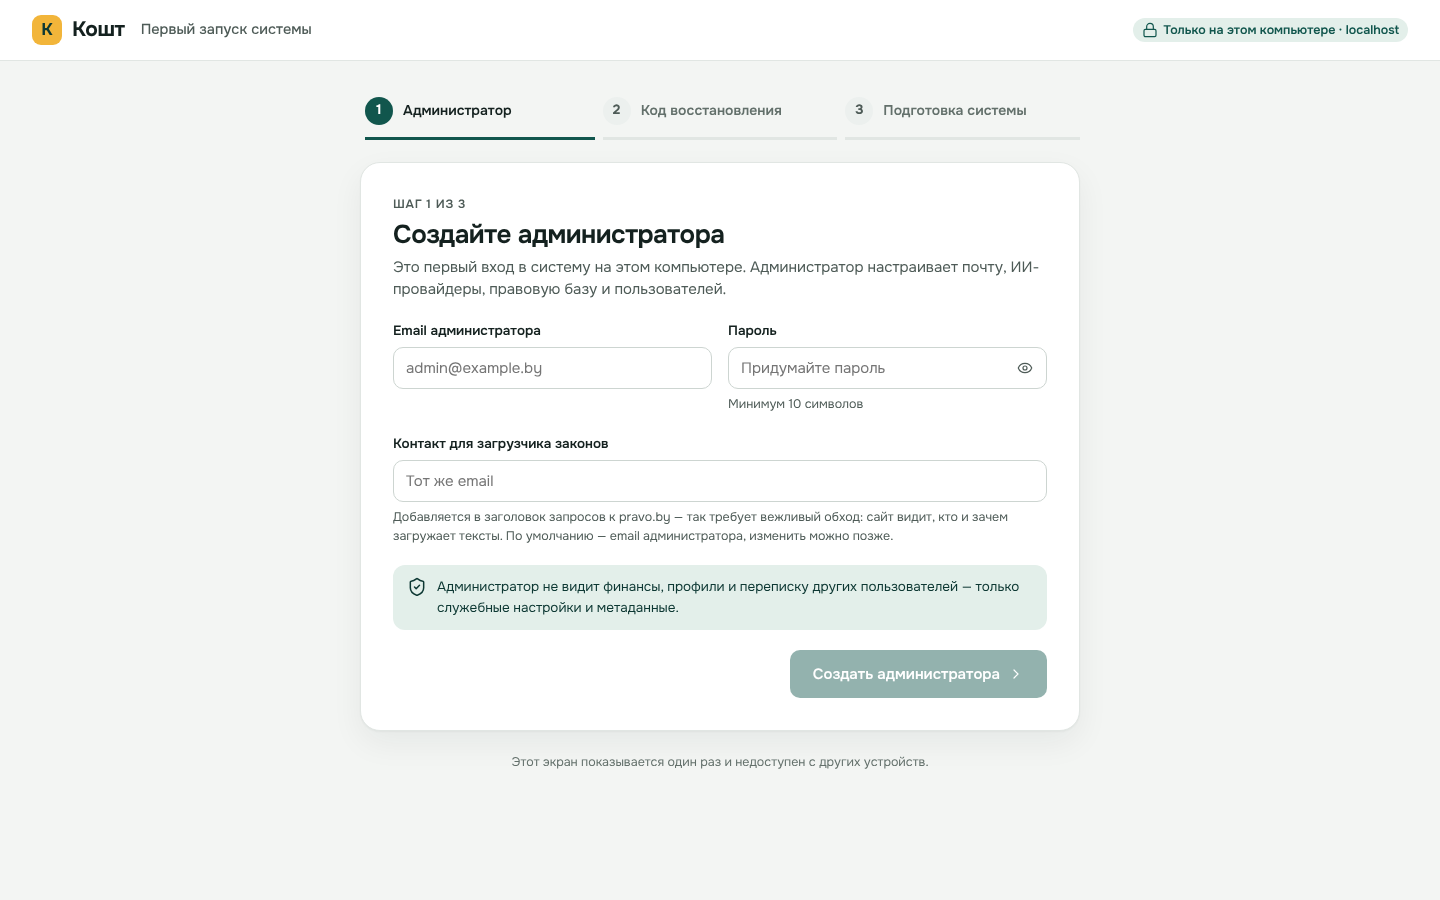 К Кошт Первый запуск системы Только на этом компьютере · localhost
1 Администратор 2 Код восстановления 3 Подготовка системы
ШАГ 1 ИЗ 3
Создайте администратора
Это первый вход в систему на этом компьютере. Администратор настраивает почту, ИИ-
провайдеры, правовую базу и пользователей.
Email администратора Пароль
admin@example.by Придумайте пароль
Минимум 10 символов
Контакт для загрузчика законов
Тот же email
Добавляется в заголовок запросов к pravo.by — так требует вежливый обход: сайт видит, кто и зачем
загружает тексты. По умолчанию — email администратора, изменить можно позже.
Администратор не видит финансы, профили и переписку других пользователей — только
служебные настройки и метаданные.
Создать администратора
Этот экран показывается один раз и недоступен с других устройств.